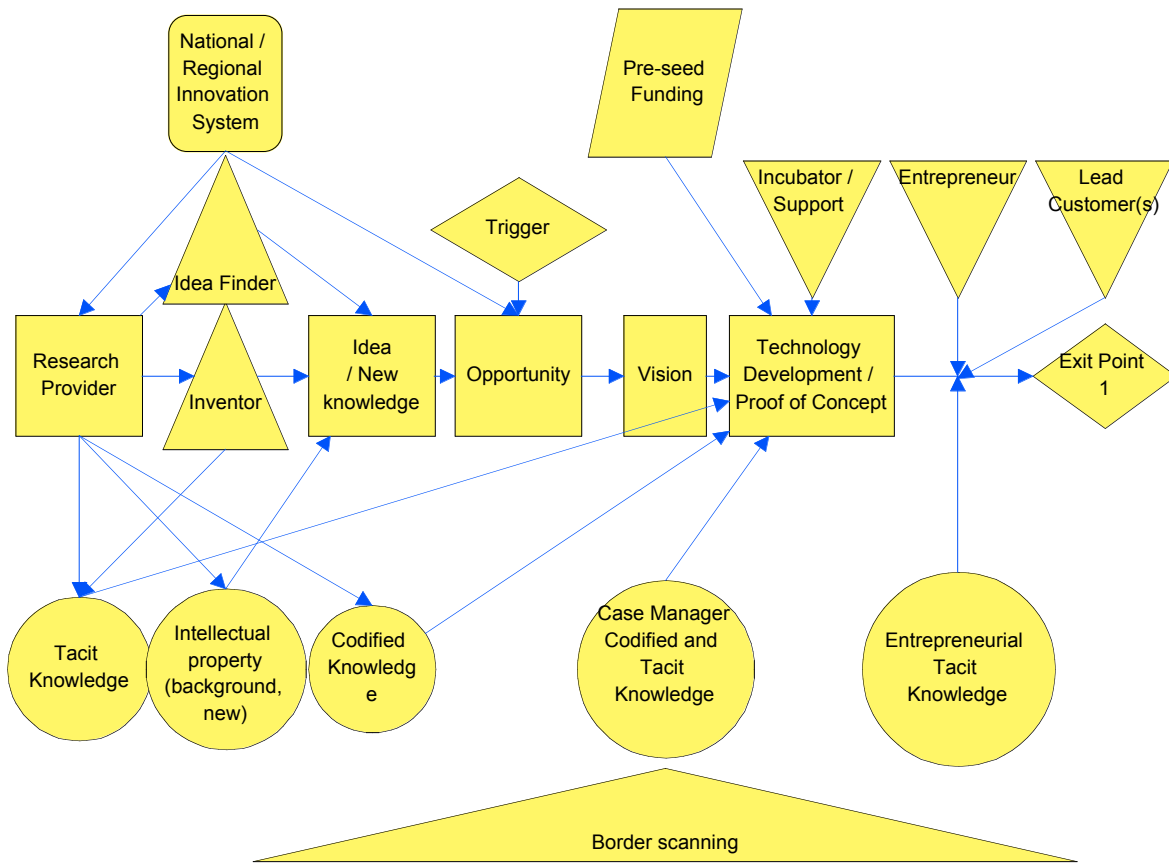 National /
Regional
Innovation
System
Pre-seed
Funding
Incubator /
Support
Entrepreneur
Lead
Customer(s)
Trigger
Idea Finder
Research
Provider
Inventor
Idea
/ New
knowledge
Opportunity
Vision
Technology
Development /
Proof of Concept
Exit Point
1
Tacit
Knowledge
Intellectual
property
(background,
new)
Codified
Knowledg
e
Case Manager
Codified and
Tacit
Knowledge
Entrepreneurial
Tacit
Knowledge
Border scanning